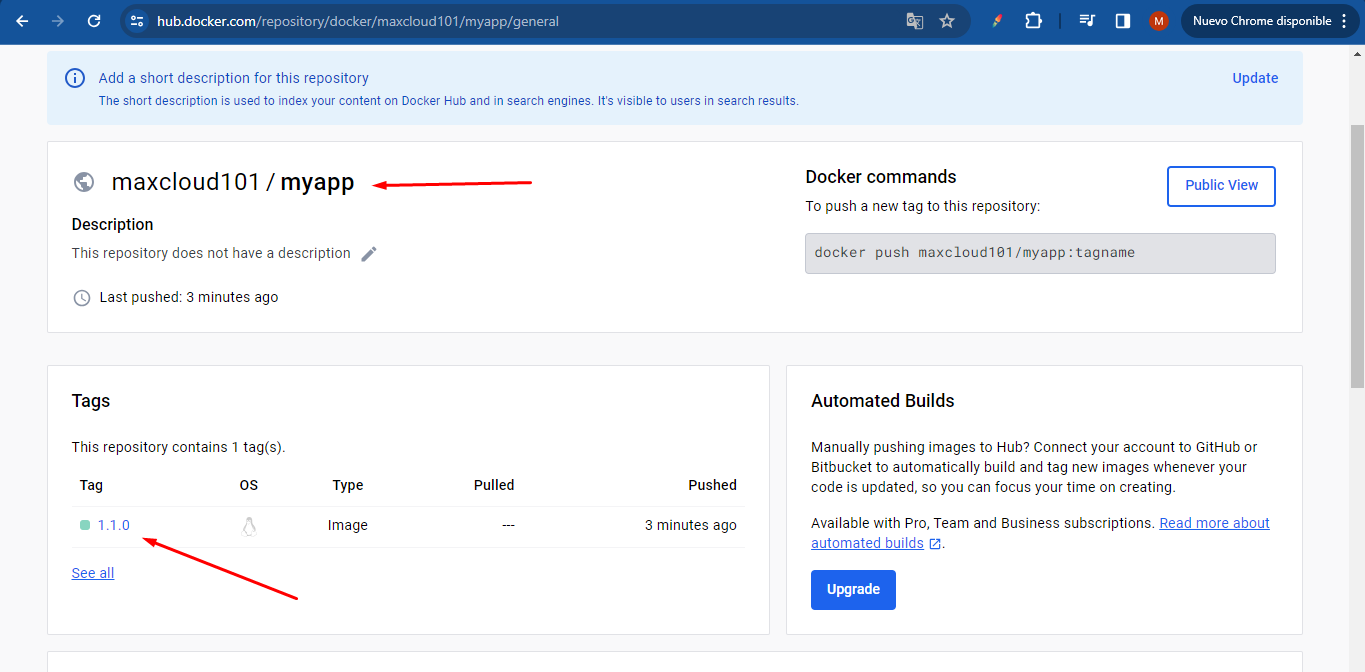 hub.docker.com/repository/docker/maxcloud101/myapp/general
M
Nuevo Chrome disponible
Add a short description for this repository
Update
The short description is used to index your content on Docker Hub and in search engines. It's visible to users in search results.
maxcloud101 / myapp
Description
This repository does not have a description
Last pushed: 3 minutes ago
Docker commands
Public View
To push a new tag to this repository:
docker push maxcloud101/myapp:tagname
Tags
This repository contains 1 tag(s).
Tag OS Type Pulled Pushed
1.1.0 Image --- 3 minutes ago
See all
Automated Builds
Manually pushing images to Hub? Connect your account to GitHub or
Bitbucket to automatically build and tag new images whenever your
code is updated, so you can focus your time on creating.
Available with Pro, Team and Business subscriptions. Read more about
automated builds .
Upgrade